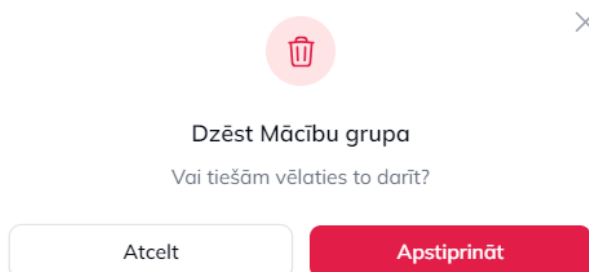 Dzēst Mācību grupa
Vai tiešām vēlaties to darīt?
Atcelt
Apstiprināt